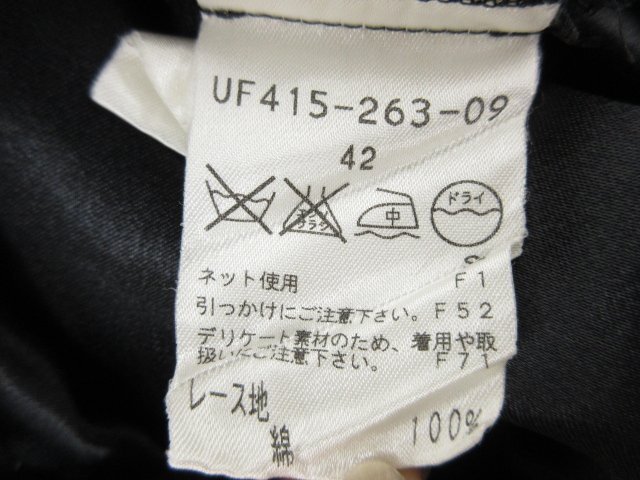 UF415-263-09
42
中 ドライ
ネット使用 F1
引っかけにご注意下さい。F52
デリケート素材のため、着用や取
扱いにご注意下さい。 F71
レース地
綿 100%